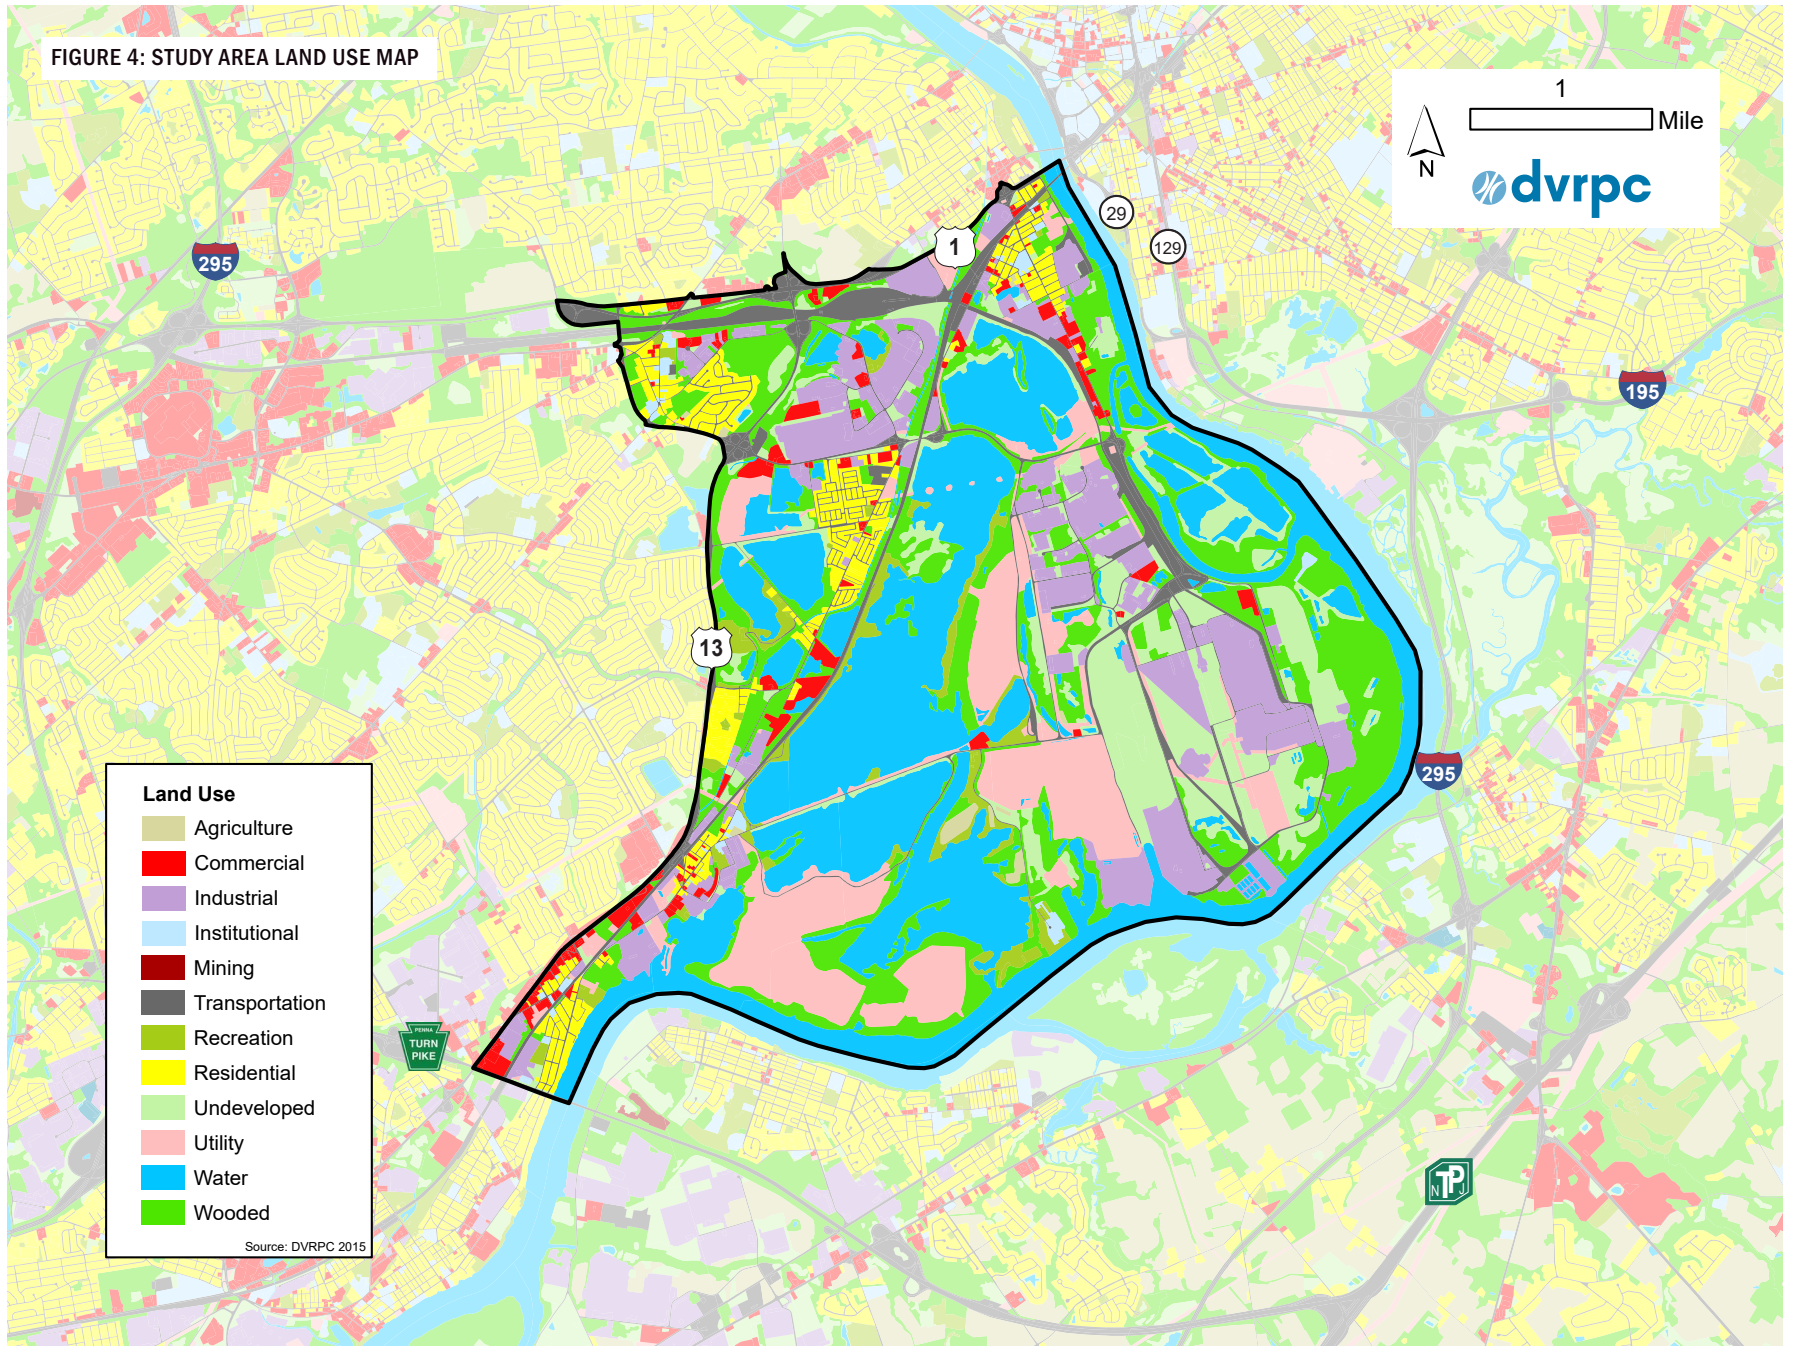 FIGURE 4: STUDY AREA LAND USE MAP
1
Mile
N
dvrpc
29
129
1
295
195
13
295
Land Use
Agriculture
Commercial
Industrial
Institutional
Mining
Transportation
Recreation
Residential
Undeveloped
Utility
Water
Wooded
Source: DVRPC 2015
PENNA
TURN
PIKE
N TP J